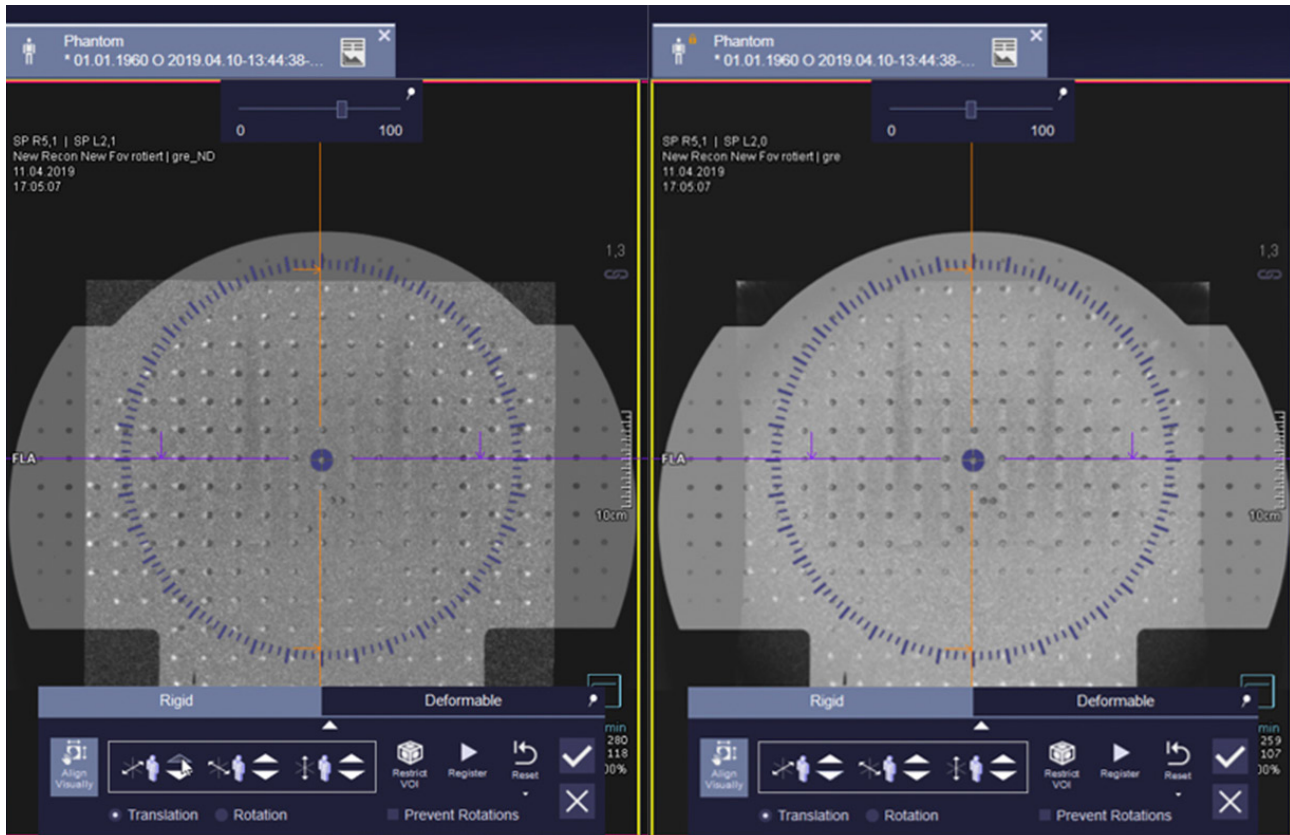 Phantom
* 01.01.1960 O 2019.04.10-13:44:38-...
0 100
SP R5,1 | SP L2,1
New Recon New Fov rotiert | gre_ND
11.04.2019
17:05:07
1,3
FLA
10cm
Rigid Deformable
min
280
118
00%
Align
Visually
Restrict
VOI
Register
Reset
Translation Rotation Prevent Rotations
Phantom
* 01.01.1960 O 2019.04.10-13:44:38-...
0 100
SP R5,1 | SP L2,0
New Recon New Fov rotiert | gre
11.04.2019
17:05:07
1,3
FLA
10cm
Rigid Deformable
min
259
107
00%
Align
Visually
Restrict
VOI
Register
Reset
Translation Rotation Prevent Rotations